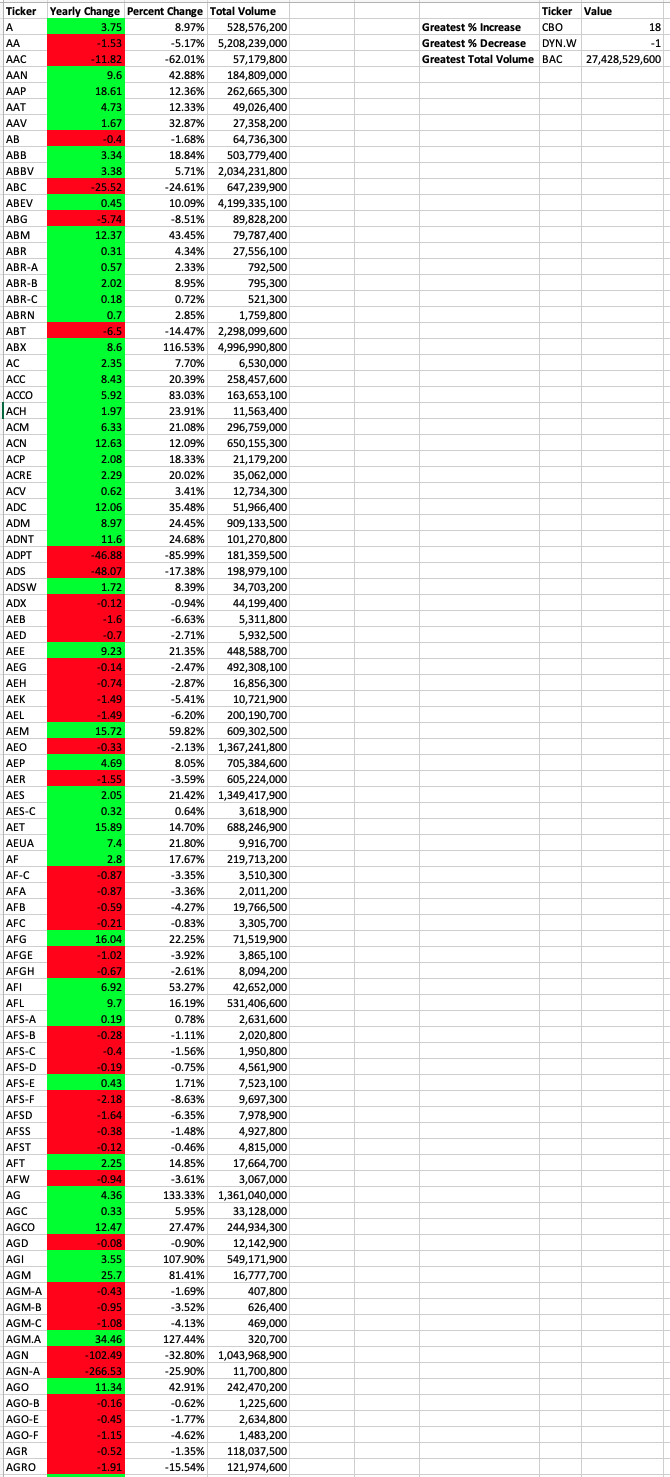 Ticker Yearly Change Percent Change Total Volume Ticker Value
A 3.75 8.97% 528,576,200 Greatest % Increase CBO 18
AA -1.53 -5.17% 5,208,239,000 Greatest % Decrease DYN.W -1
AAC -11.82 -62.01% 57,179,800 Greatest Total Volume BAC 27,428,529,600
AAN 9.6 42.88% 184,809,000
AAP 18.61 12.36% 262,665,300
AAT 4.73 12.33% 49,026,400
AAV 1.67 32.87% 27,358,200
AB -0.4 -1.68% 64,736,300
ABB 3.34 18.84% 503,779,400
ABBV 3.38 5.71% 2,034,231,800
ABC -25.52 -24.61% 647,239,900
ABEV 0.45 10.09% 4,199,335,100
ABG -5.74 -8.51% 89,828,200
ABM 12.37 43.45% 79,787,400
ABR 0.31 4.34% 27,556,100
ABR-A 0.57 2.33% 792,500
ABR-B 2.02 8.95% 795,300
ABR-C 0.18 0.72% 521,300
ABRN 0.7 2.85% 1,759,800
ABT -6.5 -14.47% 2,298,099,600
ABX 8.6 116.53% 4,996,990,800
AC 2.35 7.70% 6,530,000
ACC 8.43 20.39% 258,457,600
ACCO 5.92 83.03% 163,653,100
ACH 1.97 23.91% 11,563,400
ACM 6.33 21.08% 296,759,000
ACN 12.63 12.09% 650,155,300
ACP 2.08 18.33% 21,179,200
ACRE 2.29 20.02% 35,062,000
ACV 0.62 3.41% 12,734,300
ADC 12.06 35.48% 51,966,400
ADM 8.97 24.45% 909,133,500
ADNT 11.6 24.68% 101,270,800
ADPT -46.88 -85.99% 181,359,500
ADS -48.07 -17.38% 198,979,100
ADSW 1.72 8.39% 34,703,200
ADX -0.12 -0.94% 44,199,400
AEB -1.6 -6.63% 5,311,800
AED -0.7 -2.71% 5,932,500
AEE 9.23 21.35% 448,588,700
AEG -0.14 -2.47% 492,308,100
AEH -0.74 -2.87% 16,856,300
AEK -1.49 -5.41% 10,721,900
AEL -1.49 -6.20% 200,190,700
AEM 15.72 59.82% 609,302,500
AEO -0.33 -2.13% 1,367,241,800
AEP 4.69 8.05% 705,384,600
AER -1.55 -3.59% 605,224,000
AES 2.05 21.42% 1,349,417,900
AES-C 0.32 0.64% 3,618,900
AET 15.89 14.70% 688,246,900
AEUA 7.4 21.80% 9,916,700
AF 2.8 17.67% 219,713,200
AF-C -0.87 -3.35% 3,510,300
AFA -0.87 -3.36% 2,011,200
AFB -0.59 -4.27% 19,766,500
AFC -0.21 -0.83% 3,305,700
AFG 16.04 22.25% 71,519,900
AFGE -1.02 -3.92% 3,865,100
AFGH -0.67 -2.61% 8,094,200
AFI 6.92 53.27% 42,652,000
AFL 9.7 16.19% 531,406,600
AFS-A 0.19 0.78% 2,631,600
AFS-B -0.28 -1.11% 2,020,800
AFS-C -0.4 -1.56% 1,950,800
AFS-D -0.19 -0.75% 4,561,900
AFS-E 0.43 1.71% 7,523,100
AFS-F -2.18 -8.63% 9,697,300
AFSD -1.64 -6.35% 7,978,900
AFSS -0.38 -1.48% 4,927,800
AFST -0.12 -0.46% 4,815,000
AFT 2.25 14.85% 17,664,700
AFW -0.94 -3.61% 3,067,000
AG 4.36 133.33% 1,361,040,000
AGC 0.33 5.95% 33,128,000
AGCO 12.47 27.47% 244,934,300
AGD -0.08 -0.90% 12,142,900
AGI 3.55 107.90% 549,171,900
AGM 25.7 81.41% 16,777,700
AGM-A -0.43 -1.69% 407,800
AGM-B -0.95 -3.52% 626,400
AGM-C -1.08 -4.13% 469,000
AGM.A 34.46 127.44% 320,700
AGN -102.49 -32.80% 1,043,968,900
AGN-A -266.53 -25.90% 11,700,800
AGO 11.34 42.91% 242,470,200
AGO-B -0.16 -0.62% 1,225,600
AGO-E -0.45 -1.77% 2,634,800
AGO-F -1.15 -4.62% 1,483,200
AGR -0.52 -1.35% 118,037,500
AGRO -1.91 -15.54% 121,974,600